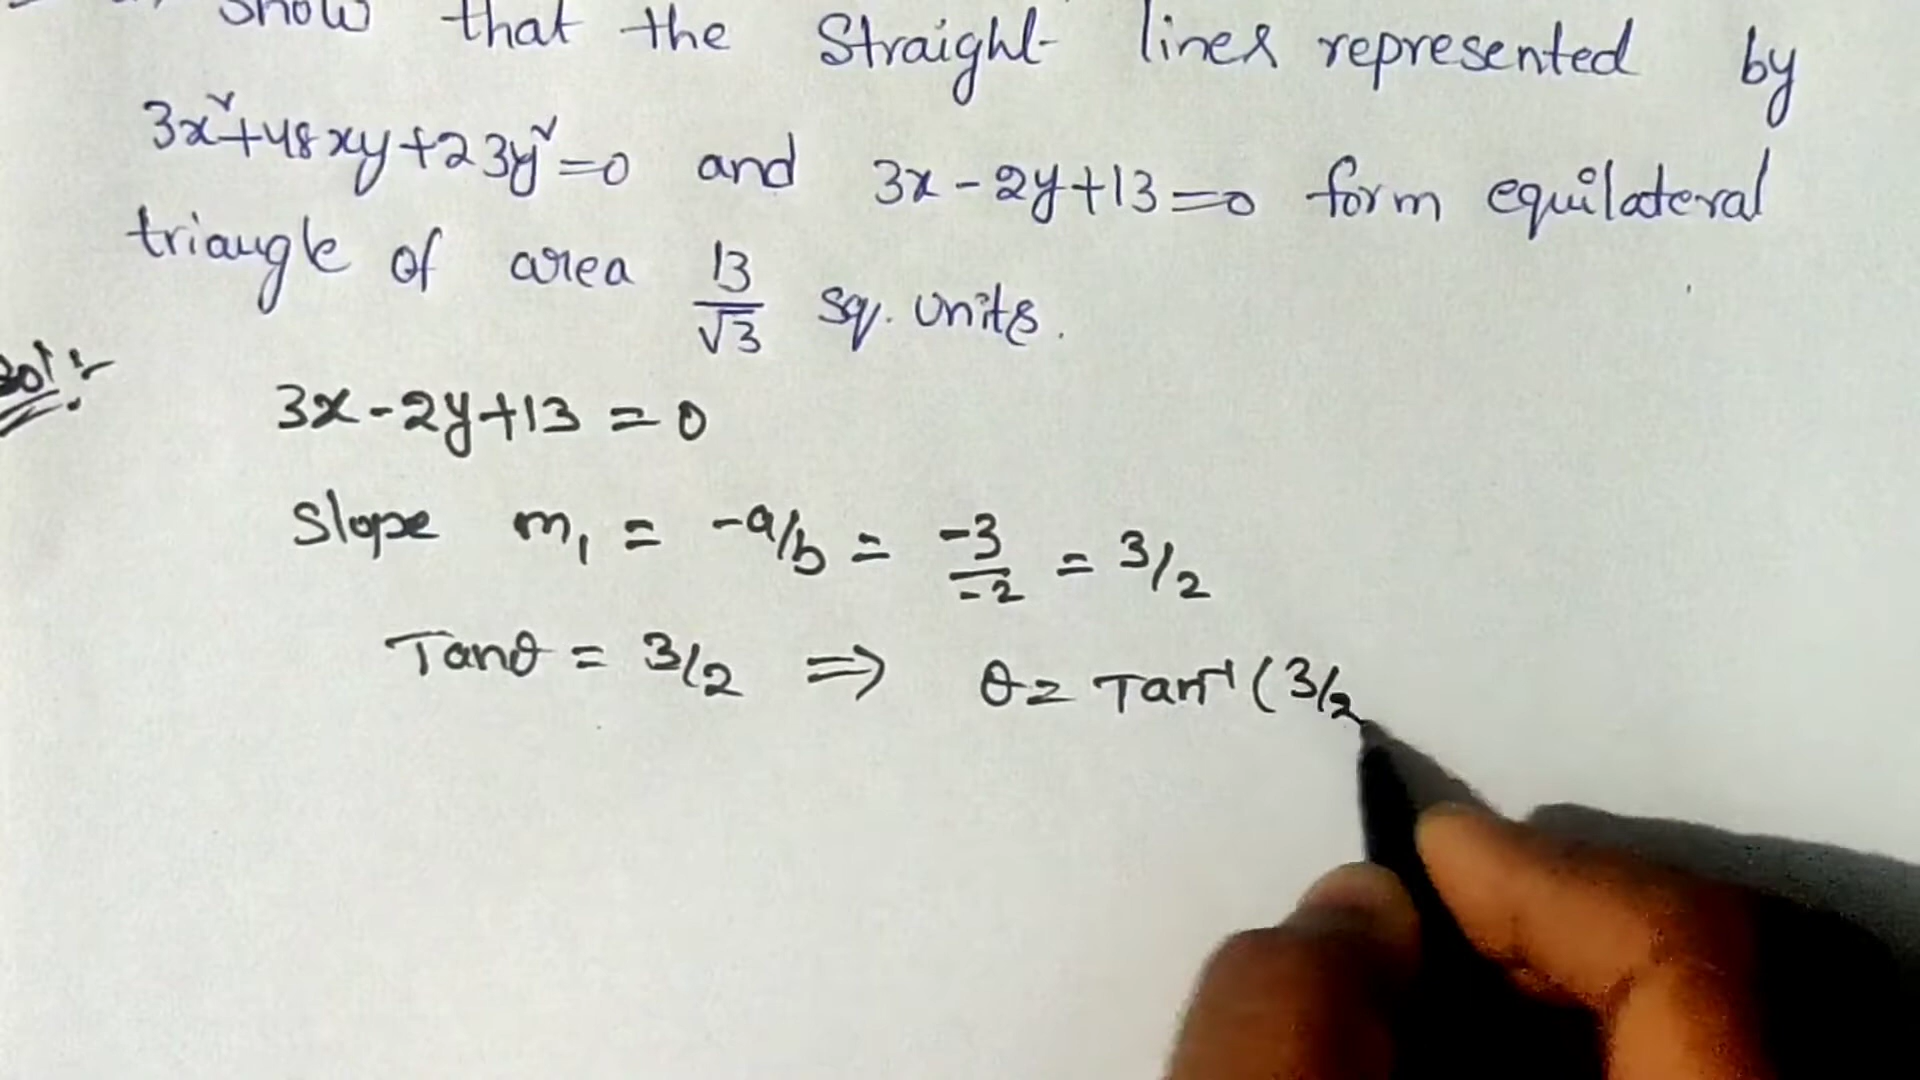 Show that the Straight lines represented by
3x²+48xy+23y²=0 and 3x-2y+13=0 form equilateral
triangle of area 13/√3 sq. units.
Sol:-
3x-2y+13=0
Slope m₁ = -a/b = -3/-2 = 3/2
Tanθ = 3/2 ⇒ θ= Tan⁻¹(3/2